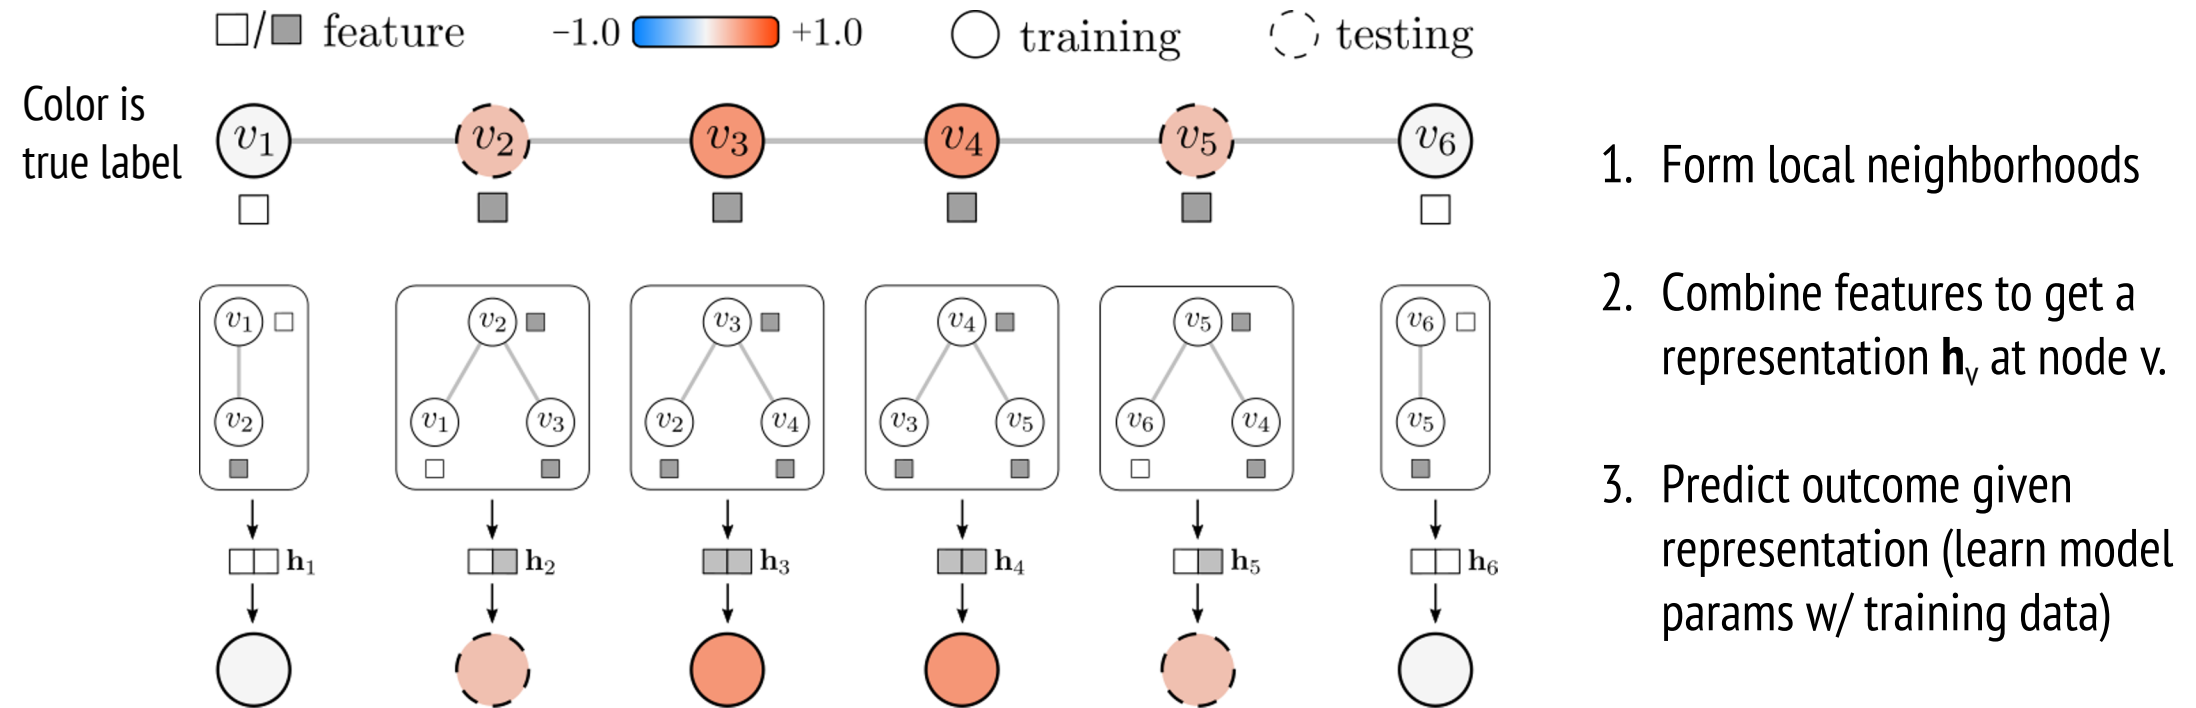 □/■ feature −1.0 +1.0 training testing
Color is
true label
v1 v2 v3 v4 v5 v6
v1 v2 v3 v4 v5 v6
v2 v1 v3 v2 v4 v3 v5 v6 v4 v5
h1 h2 h3 h4 h5 h6
1. Form local neighborhoods
2. Combine features to get a
representation hv at node v.
3. Predict outcome given
representation (learn model
params w/ training data)